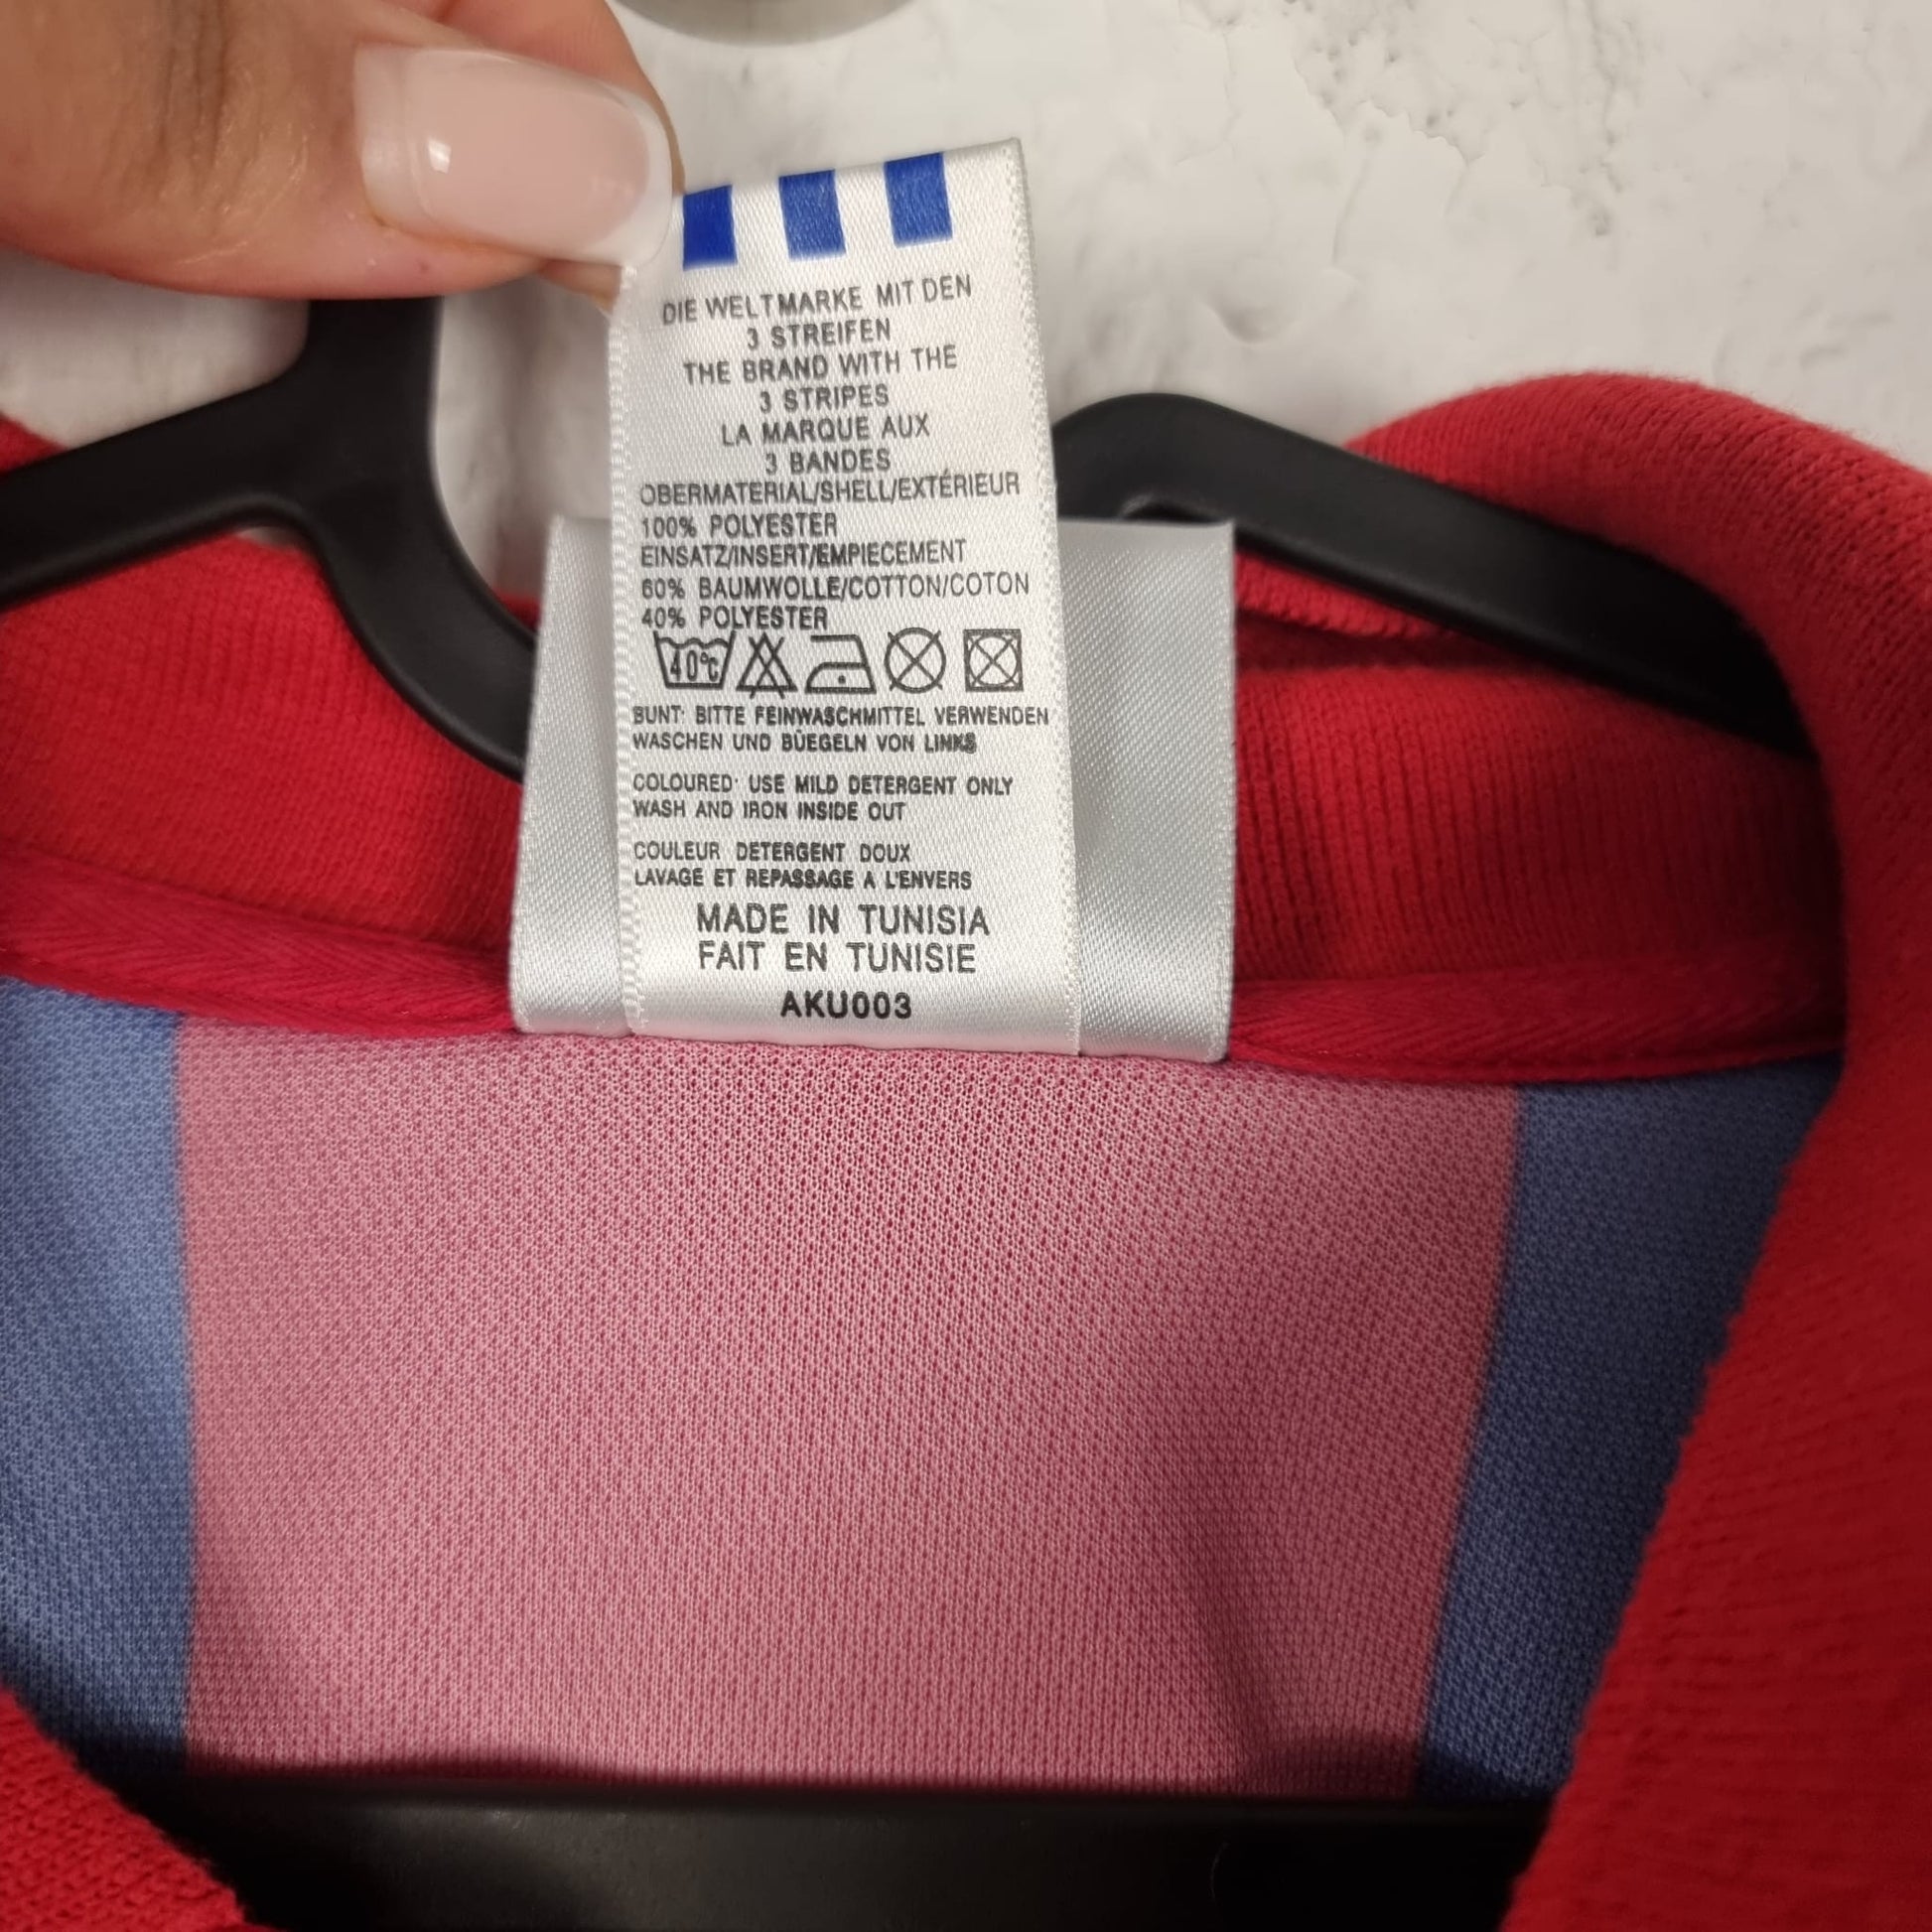 DIE WELTMARKE MIT DEN
3 STREIFEN
THE BRAND WITH THE
3 STRIPES
LA MARQUE AUX
3 BANDES
OBERMATERIAL/SHELL/EXTÉRIEUR
100% POLYESTER
EINSATZ/INSERT/EMPIECEMENT
60% BAUMWOLLE/COTTON/COTON
40% POLYESTER
40°C
BUNT: BITTE FEINWASCHMITTEL VERWENDEN
WASCHEN UND BÜEGELN VON LINKS
COLOURED: USE MILD DETERGENT ONLY
WASH AND IRON INSIDE OUT
COULEUR DETERGENT DOUX
LAVAGE ET REPASSAGE A L'ENVERS
MADE IN TUNISIA
FAIT EN TUNISIE
AKU003